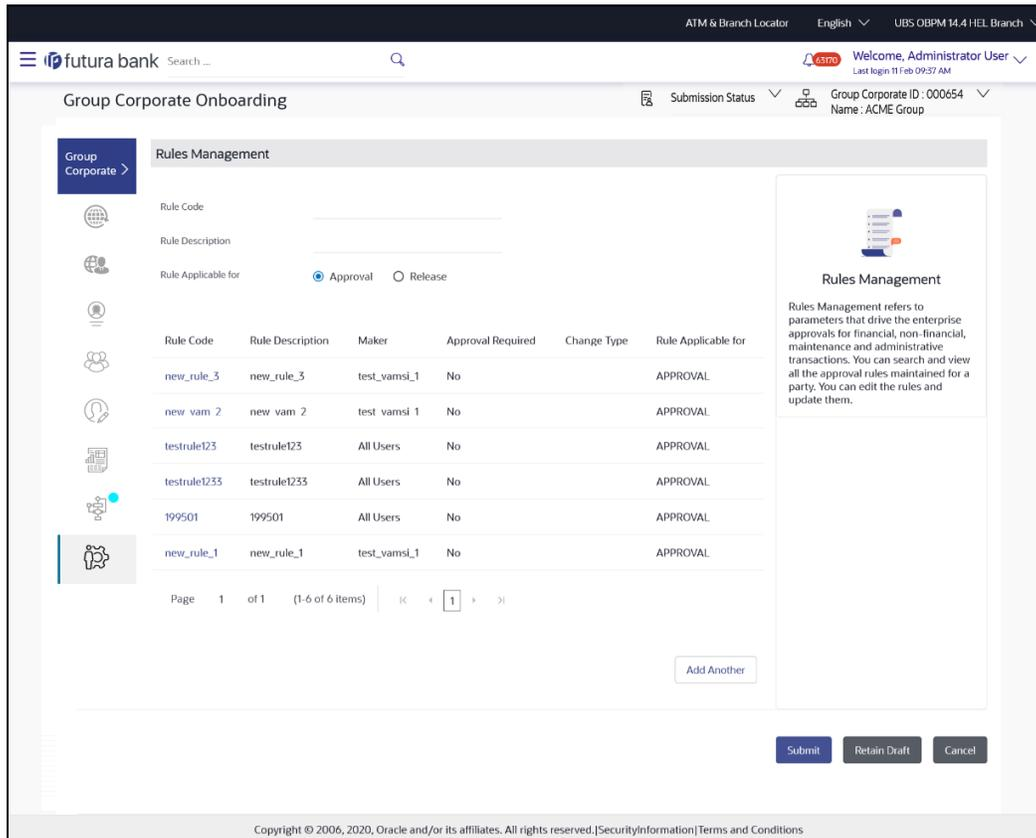 ATM & Branch Locator English UBS OBPM 14.4 HEL Branch
futura bank Search ... 63170 Welcome, Administrator User
Last login 11 Feb 09:37 AM
Group Corporate Onboarding Submission Status Group Corporate ID : 000654
Name : ACME Group
Group
Corporate >
Rules Management
Rule Code
Rule Description
Rule Applicable for Approval Release
Rule Code Rule Description Maker Approval Required Change Type Rule Applicable for
new_rule_3 new_rule_3 test_vamsi_1 No APPROVAL
new vam 2 new vam 2 test vamsi 1 No APPROVAL
testrule123 testrule123 All Users No APPROVAL
testrule1233 testrule1233 All Users No APPROVAL
199501 199501 All Users No APPROVAL
new_rule_1 new_rule_1 test_vamsi_1 No APPROVAL
Page 1 of 1 (1-6 of 6 items) 1
Add Another
Rules Management
Rules Management refers to
parameters that drive the enterprise
approvals for financial, non-financial,
maintenance and administrative
transactions. You can search and view
all the approval rules maintained for a
party. You can edit the rules and
update them.
Submit Retain Draft Cancel
Copyright © 2006, 2020, Oracle and/or its affiliates. All rights reserved.|SecurityInformation|Terms and Conditions